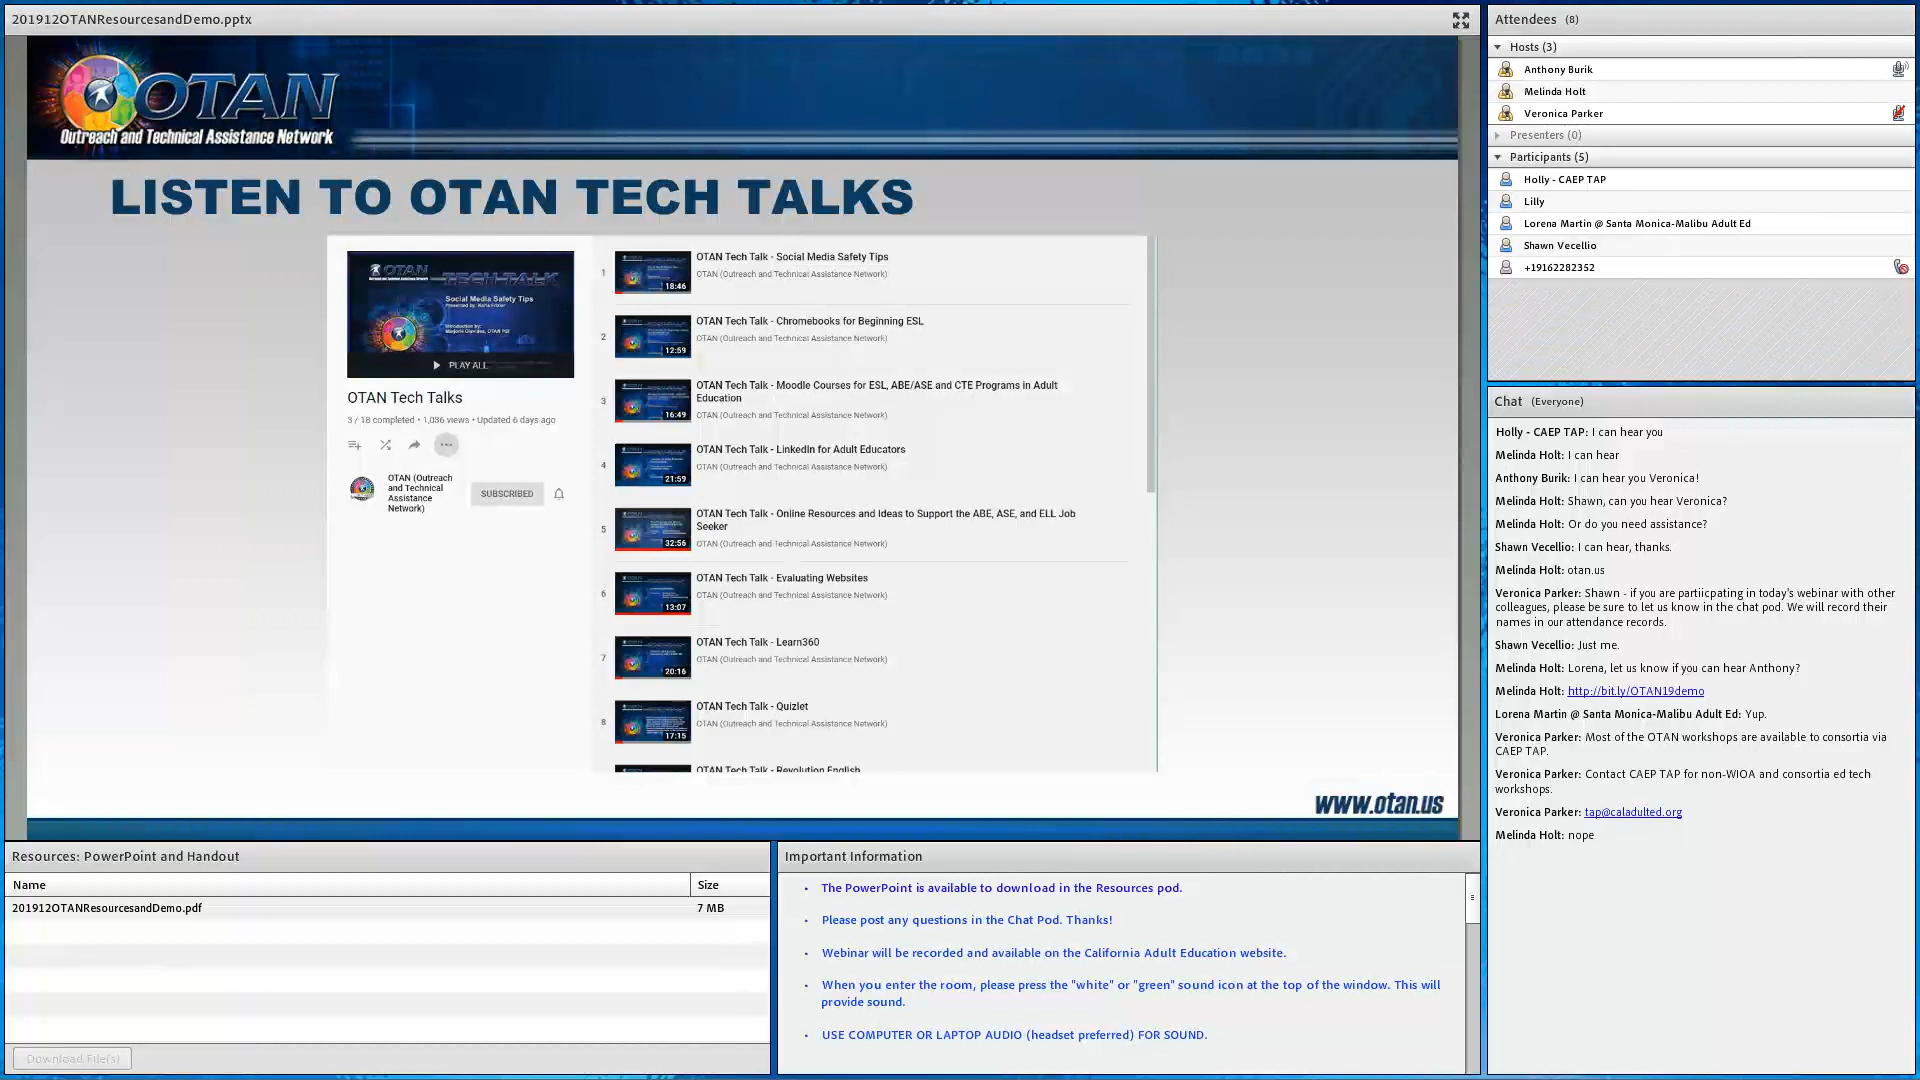 201912OTANResourcesandDemo.pptx
OTAN
Outreach and Technical Assistance Network
LISTEN TO OTAN TECH TALKS
OTAN
TECH-TALK
Social Media Safety Tips
PLAY ALL
OTAN Tech Talks
3 / 18 completed • 1,036 views • Updated 6 days ago
OTAN (Outreach
and Technical
Assistance
Network)
SUBSCRIBED
1
18:46
OTAN Tech Talk - Social Media Safety Tips
OTAN (Outreach and Technical Assistance Network)
2
12:59
OTAN Tech Talk - Chromebooks for Beginning ESL
OTAN (Outreach and Technical Assistance Network)
3
16:49
OTAN Tech Talk - Moodle Courses for ESL, ABE/ASE and CTE Programs in Adult
Education
OTAN (Outreach and Technical Assistance Network)
4
21:59
OTAN Tech Talk - LinkedIn for Adult Educators
OTAN (Outreach and Technical Assistance Network)
5
32:56
OTAN Tech Talk - Online Resources and Ideas to Support the ABE, ASE, and ELL Job
Seeker
OTAN (Outreach and Technical Assistance Network)
6
13:07
OTAN Tech Talk - Evaluating Websites
OTAN (Outreach and Technical Assistance Network)
7
20:16
OTAN Tech Talk - Learn360
OTAN (Outreach and Technical Assistance Network)
8
17:15
OTAN Tech Talk - Quizlet
OTAN (Outreach and Technical Assistance Network)
OTAN Tech Talk - Revolution English
www.otan.us
Resources: PowerPoint and Handout
Name Size
201912OTANResourcesandDemo.pdf 7 MB
Download File(s)
Important Information
• The PowerPoint is available to download in the Resources pod.
• Please post any questions in the Chat Pod. Thanks!
• Webinar will be recorded and available on the California Adult Education website.
• When you enter the room, please press the "white" or "green" sound icon at the top of the window. This will
provide sound.
• USE COMPUTER OR LAPTOP AUDIO (headset preferred) FOR SOUND.
Attendees (8)
Hosts (3)
Anthony Burik
Melinda Holt
Veronica Parker
Presenters (0)
Participants (5)
Holly - CAEP TAP
Lilly
Lorena Martin @ Santa Monica-Malibu Adult Ed
Shawn Vecellio
+19162282352
Chat (Everyone)
Holly - CAEP TAP: I can hear you
Melinda Holt: I can hear
Anthony Burik: I can hear you Veronica!
Melinda Holt: Shawn, can you hear Veronica?
Melinda Holt: Or do you need assistance?
Shawn Vecellio: I can hear, thanks.
Melinda Holt: otan.us
Veronica Parker: Shawn - if you are partiicpating in today's webinar with other
colleagues, please be sure to let us know in the chat pod. We will record their
names in our attendance records.
Shawn Vecellio: Just me.
Melinda Holt: Lorena, let us know if you can hear Anthony?
Melinda Holt: http://bit.ly/OTAN19demo
Lorena Martin @ Santa Monica-Malibu Adult Ed: Yup.
Veronica Parker: Most of the OTAN workshops are available to consortia via
CAEP TAP.
Veronica Parker: Contact CAEP TAP for non-WIOA and consortia ed tech
workshops.
Veronica Parker: tap@caladulted.org
Melinda Holt: nope